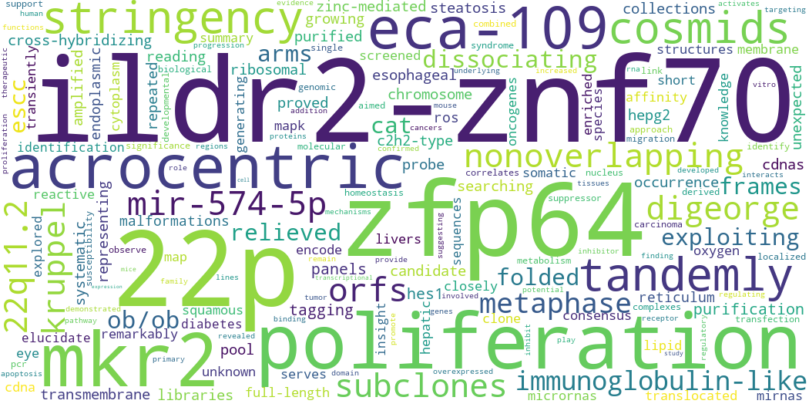 support human evidence functions zinc-mediated steatosis collections activates targeting
cross-hybridizing stringency growing combined eca-109 cosmids
summary purified syndrome increased single underlying
therapeutic transiently escc amplified cytoplasm endoplasmic reading ribosomal arms screened dissociating structures membrane
repeated generating genomic esophageal chromosome oncogenes enriched species link rna short knowledge unexpected
developmental biological progression proved addition aimed mapk ros affinity approach migration vitro
ildr2-znf70
proliferation identification significance regions molecular cat c2h2-type hepg2 mouse cancers proteins confirmed identify cdnas
acrocentric probe somatic nucleus nonoverlapping
role cell correlates tissues developed derived interacts occurrence frames
reactive mir-574-5p homeostasis mechanisms searching suppressor zfp64 digeorge
22q11.2 explored kruppel systematic susceptibility malformations relieved observe suggesting sequences carcinoma
representing 22p livers encode metabolism inhibitor provide candidate exploiting oxygen finding localized
map mice family lines remain transcriptional panels orfs closely folded tandemly
demonstrated pathway expression tumor involved genes hes1 potential metaphase reticulum regulating
ob/ob squamous tagging insight promote hepatic clone consensus complexes preceptor purification transfection
elucidate diabetes remarkably binding revealed
eye mkr2 pool poliferation lipid
pcr apoptosis primary unknown domain inhibit play regulatory study
cdna serves overexpressed subclones immunoglobulin-like
transmembrane libraries full-length micrornas translocated mirnas